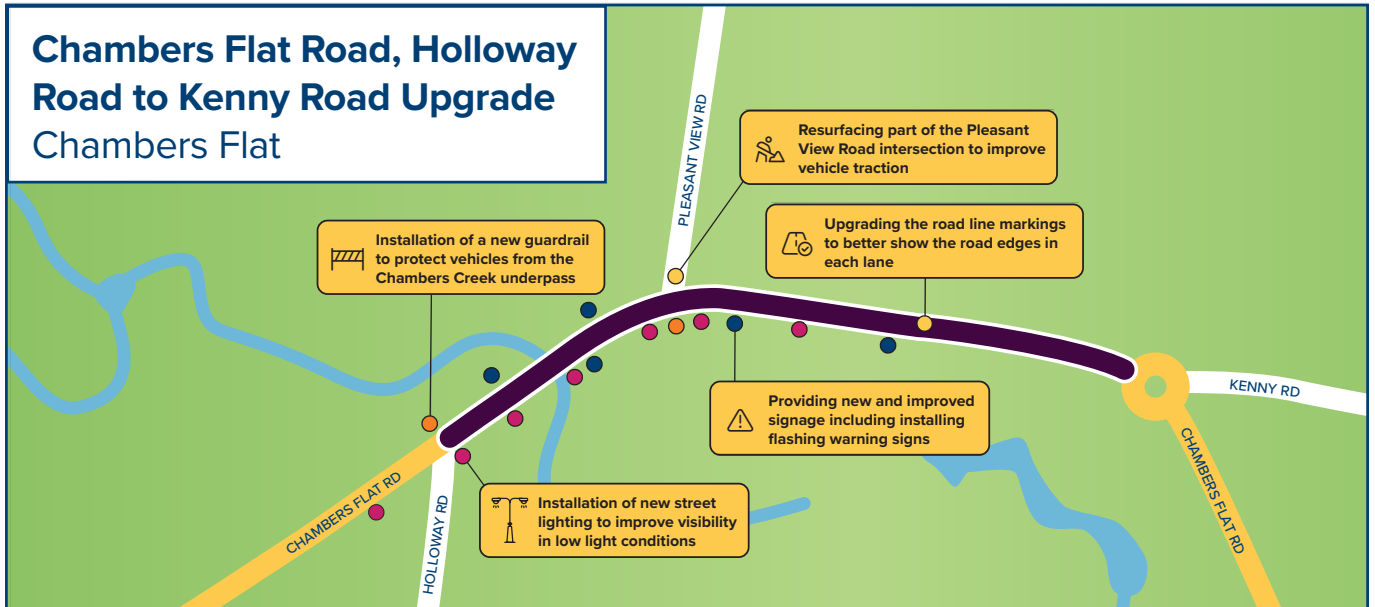 Chambers Flat Road, Holloway
Road to Kenny Road Upgrade
Chambers Flat
PLEASANT VIEW RD
Resurfacing part of the Pleasant
View Road intersection to improve
vehicle traction
Installation of a new guardrail
to protect vehicles from the
Chambers Creek underpass
Upgrading the road line markings
to better show the road edges in
each lane
KENNY RD
Providing new and improved
signage including installing
flashing warning signs
CHAMBERS FLAT RD
CHAMBERS FLAT RD
HOLLOWAY RD
Installation of new street
lighting to improve visibility
in low light conditions